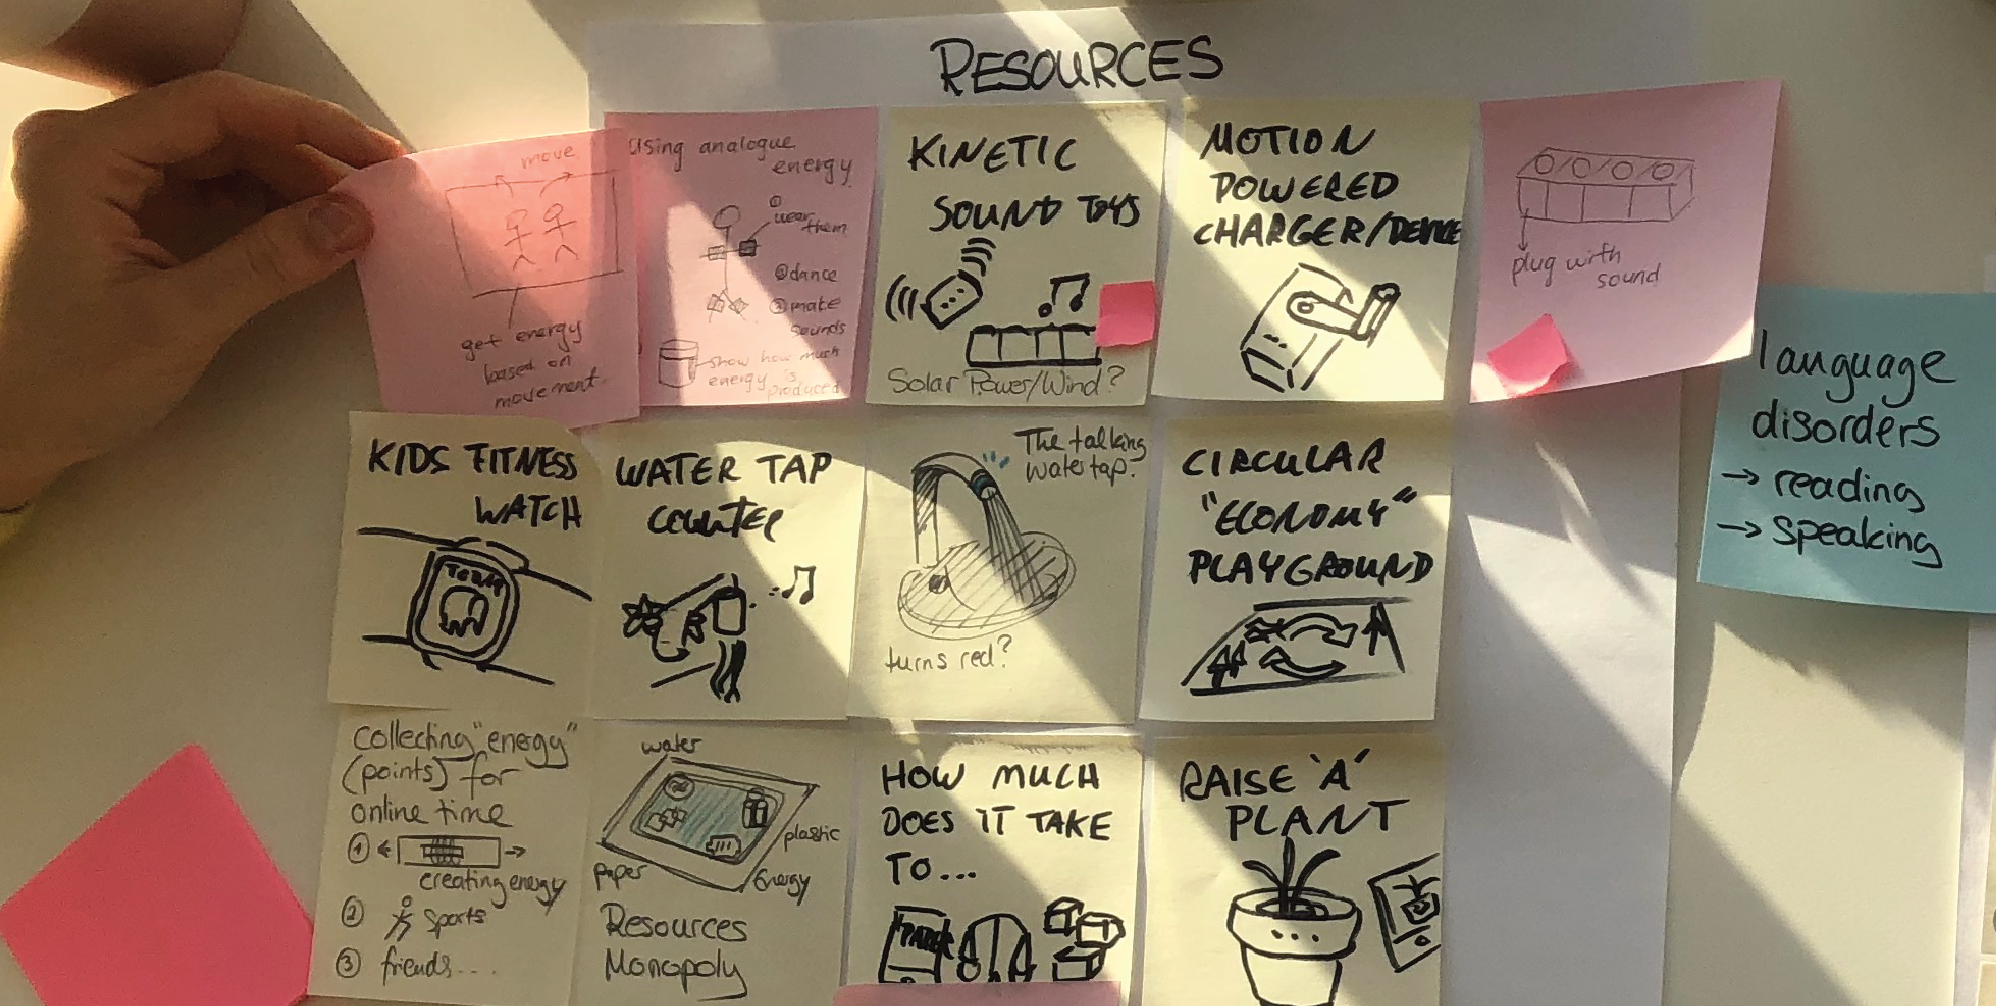 RESOURCES
move
get energy
based on
movement.
Using analogue
energy
① wear
them
② dance
③ make
sounds
show how much
energy is
produced
KINETIC
SOUND TOYS
Solar Power/Wind?
MOTION
POWERED
CHARGER/DEVICE
plug with
sound
language
disorders
→ reading
→ speaking
KIDS FITNESS
WATCH
WATER TAP
COUNTER
The talking
watertap?
turns red?
CIRCULAR
"ECONOMY"
PLAYGROUND
collecting "energy"
(points) for
online time
①
creating energy
② sports
③ friends....
water
plastic
paper
Energy
Resources
Monopoly
HOW MUCH
DOES IT TAKE
TO...
RAISE 'A'
PLANT